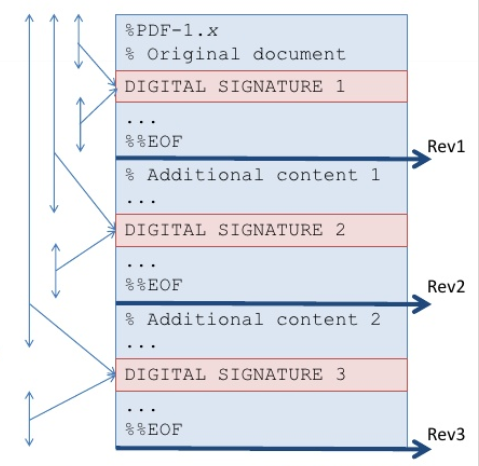 %PDF-1.x
% Original document
DIGITAL SIGNATURE 1
...
%%EOF
Rev1
% Additional content 1
...
DIGITAL SIGNATURE 2
...
%%EOF
Rev2
% Additional content 2
...
DIGITAL SIGNATURE 3
...
%%EOF
Rev3